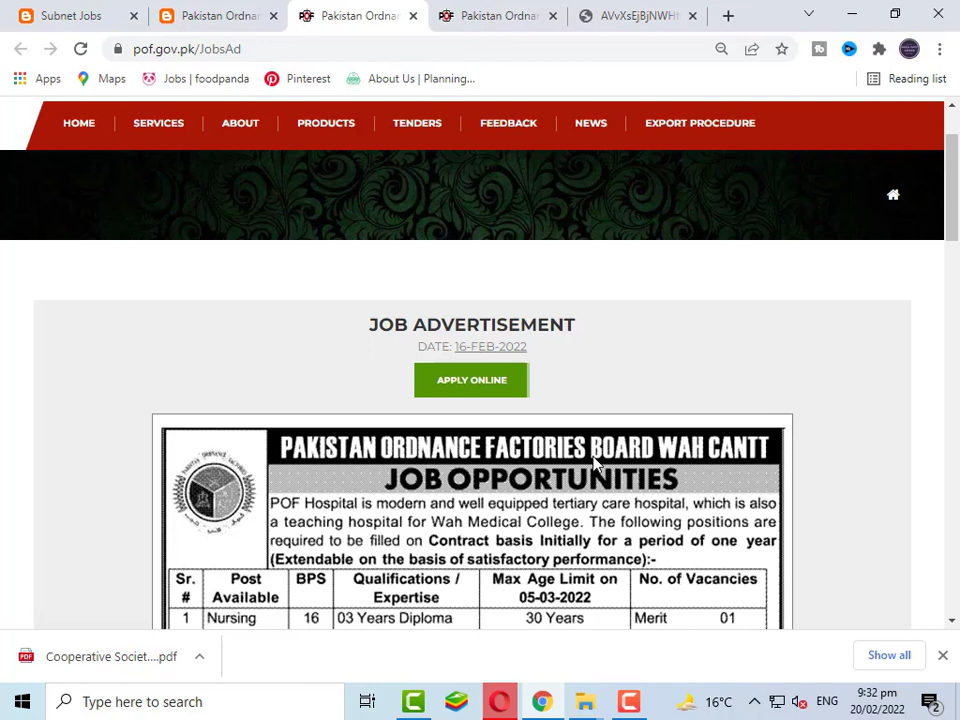 Subnet Jobs
Pakistan Ordnan
Pakistan Ordnan
Pakistan Ordnan
AVvXsEjBjNWHt
pof.gov.pk/JobsAd
Apps
Maps
Jobs | foodpanda
Pinterest
About Us | Planning...
Reading list
HOME
SERVICES
ABOUT
PRODUCTS
TENDERS
FEEDBACK
NEWS
EXPORT PROCEDURE
JOB ADVERTISEMENT
DATE: 16-FEB-2022
APPLY ONLINE
PAKISTAN ORDNANCE FACTORIES BOARD WAH CANTT
JOB OPPORTUNITIES
POF Hospital is modern and well equipped tertiary care hospital, which is also
a teaching hospital for Wah Medical College. The following positions are
required to be filled on Contract basis Initially for a period of one year
(Extendable on the basis of satisfactory performance):-
Sr. # Post Available BPS Qualifications / Expertise Max Age Limit on 05-03-2022 No. of Vacancies
1 Nursing 16 03 Years Diploma 30 Years Merit 01
Cooperative Societ....pdf
Show all
Type here to search
16°C
ENG
9:32 pm
20/02/2022
2